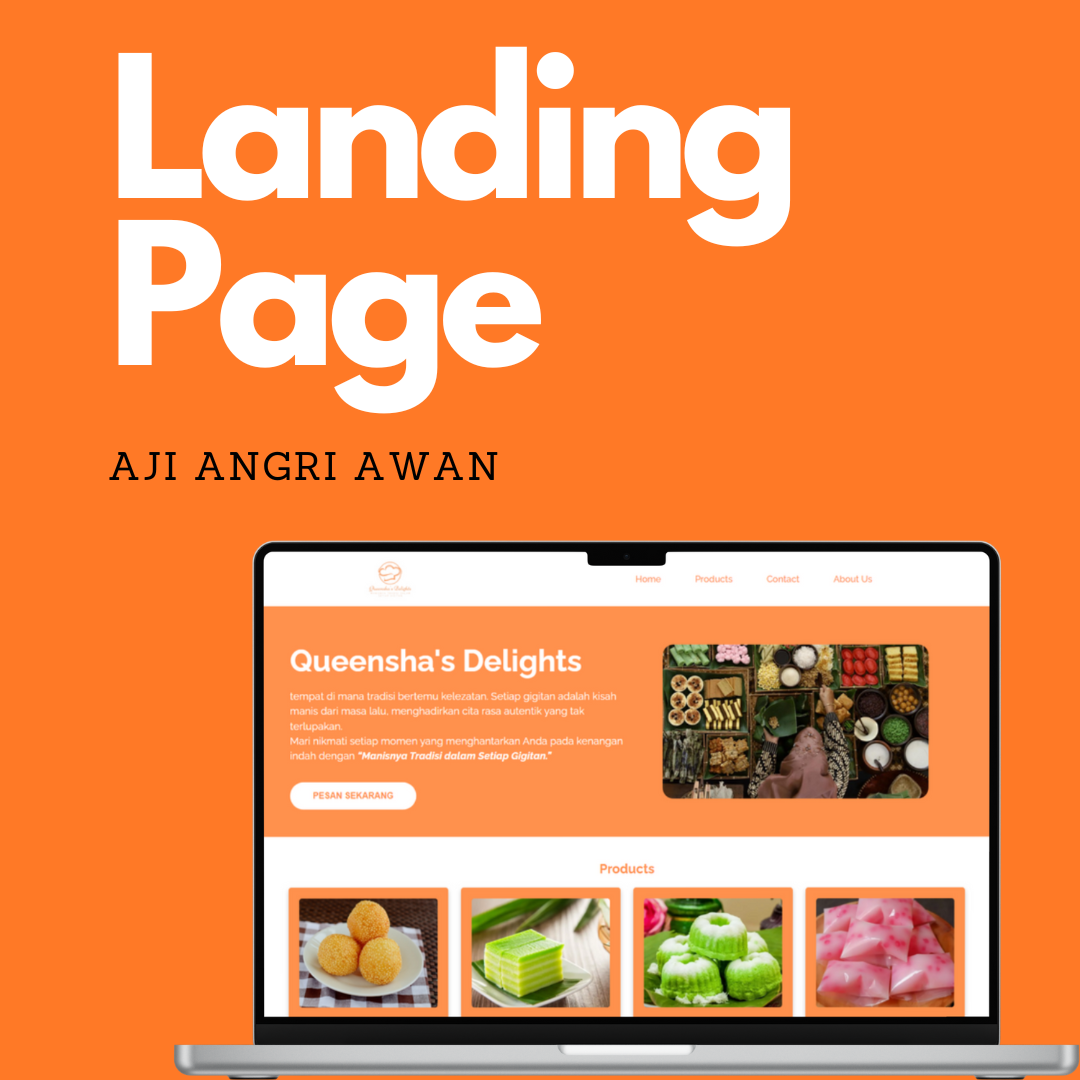 Landing
Page
AJI ANGRI AWAN
Queensha's Delights
Home Products Contact About Us
Queensha's Delights
tempat di mana tradisi bertemu kelezatan. Setiap gigitan adalah kisah
manis dari masa lalu, menghadirkan cita rasa autentik yang tak
terlupakan.
Mari nikmati setiap momen yang menghantarkan Anda pada kenangan
indah dengan "Manisnya Tradisi dalam Setiap Gigitan."
PESAN SEKARANG
Products